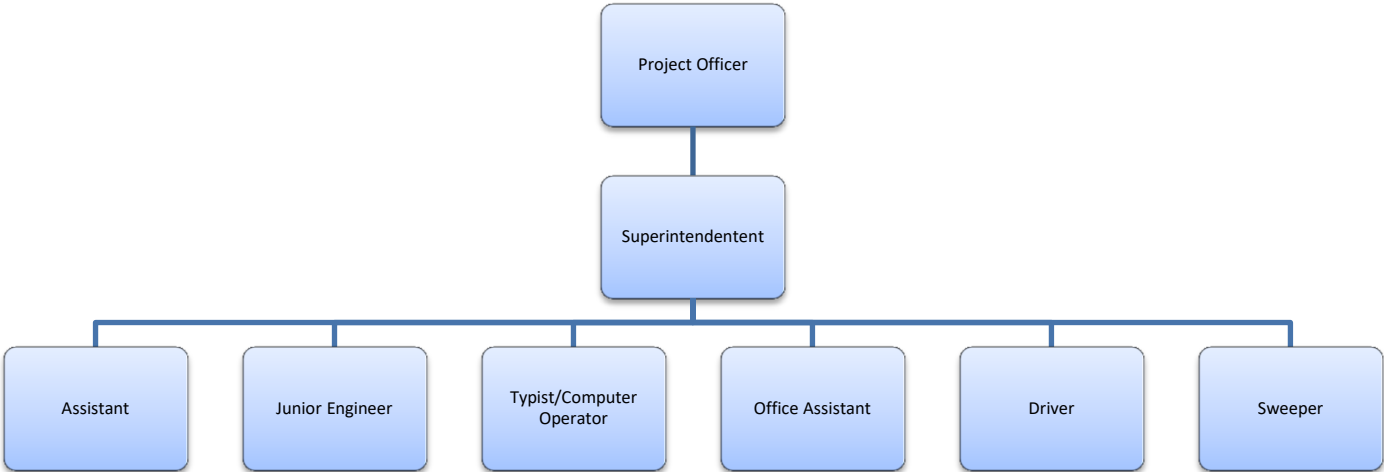 Project Officer
Superintendentent
Assistant
Junior Engineer
Typist/Computer
Operator
Office Assistant
Driver
Sweeper